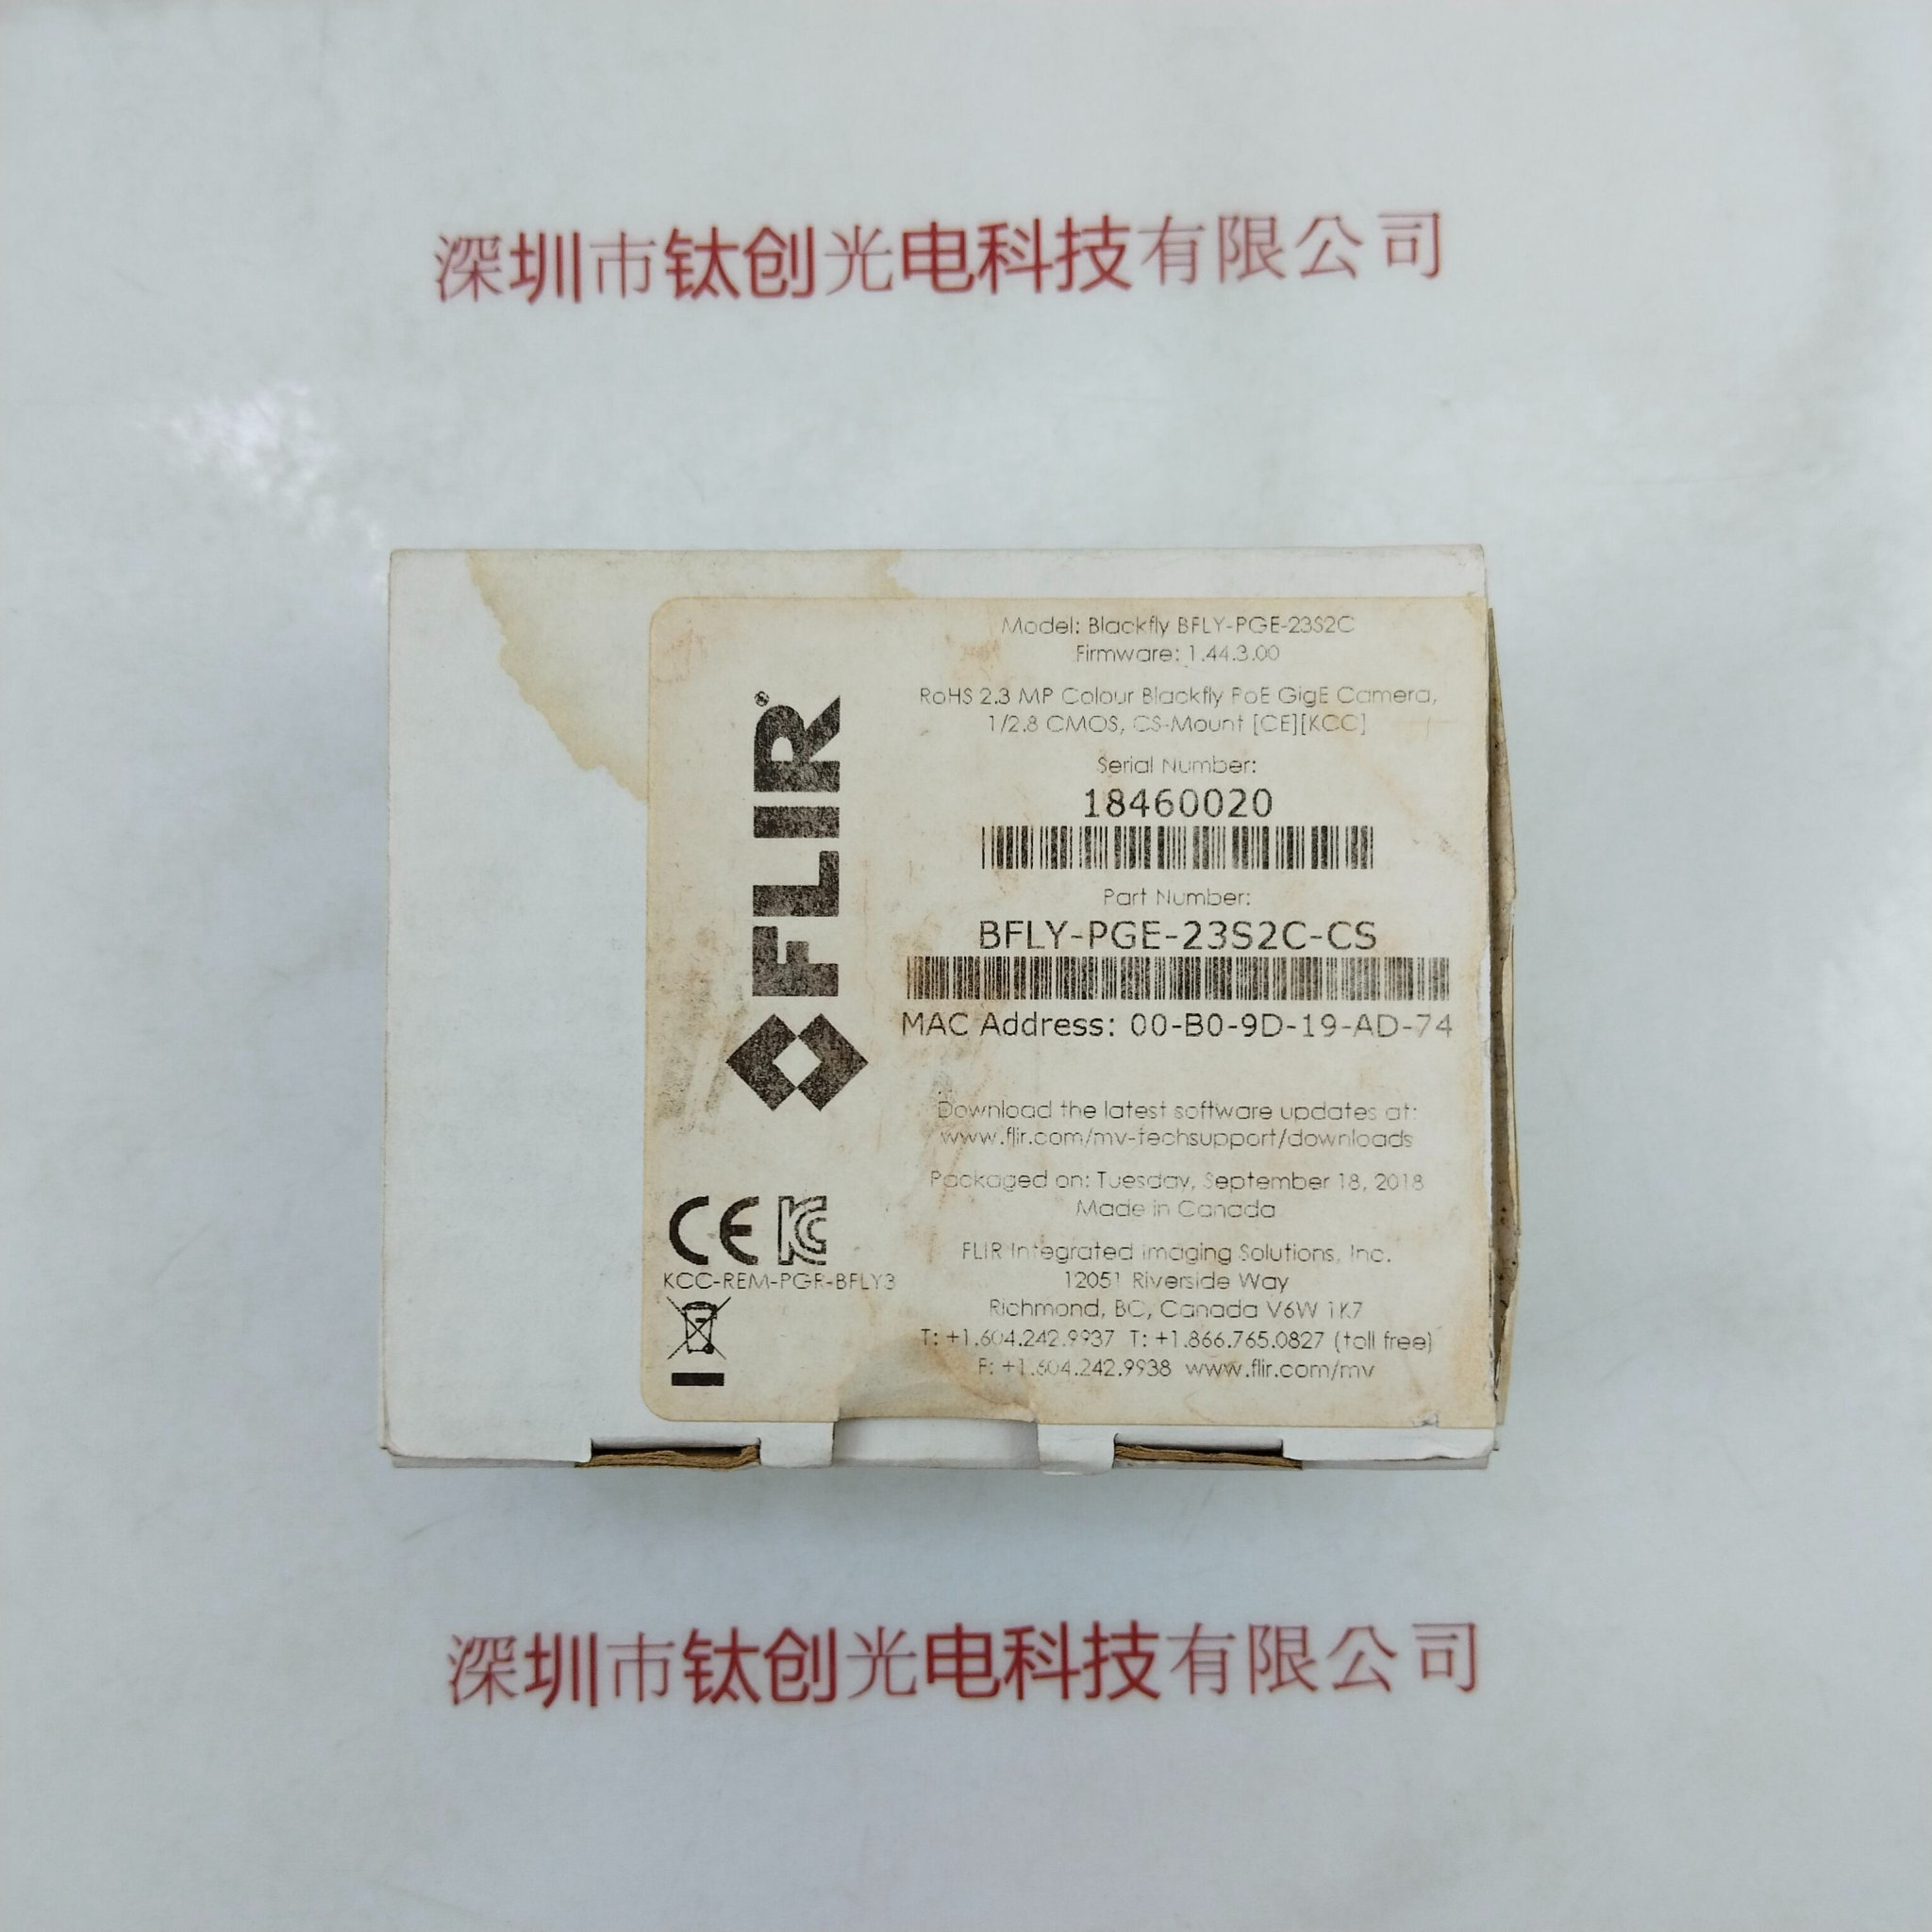 深圳市钛创光电科技有限公司
Model: Blackfly BFLY-PGE-23S2C
Firmware: 1.44.3.00
RoHS 2.3 MP Colour Blackfly PoE GigE Camera,
1/2.8 CMOS, CS-Mount [CE][KCC]
Serial Number:
18460020
Part Number:
BFLY-PGE-23S2C-CS
MAC Address: 00-B0-9D-19-AD-74
Download the latest software updates at:
www.flir.com/mv-techsupport/downloads
Packaged on: Tuesday, September 18, 2018
Made in Canada
FLIR Integrated Imaging Solutions, Inc.
12051 Riverside Way
Richmond, BC, Canada V6W 1K7
T: +1.604.242.9937 T: +1.866.765.0827 (toll free)
F: +1.604.242.9938 www.flir.com/mv
FLIR®
CE KC
KCC-REM-PGR-BFLY3
深圳市钛创光电科技有限公司